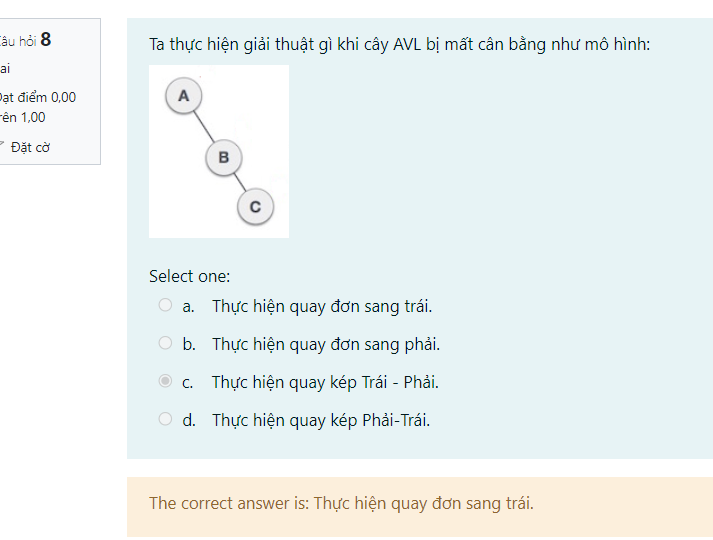 âu hỏi 8
ai
Đạt điểm 0,00
rên 1,00
Đặt cờ
Ta thực hiện giải thuật gì khi cây AVL bị mất cân bằng như mô hình:
A
B
C
Select one:
a. Thực hiện quay đơn sang trái.
b. Thực hiện quay đơn sang phải.
c. Thực hiện quay kép Trái - Phải.
d. Thực hiện quay kép Phải-Trái.
The correct answer is: Thực hiện quay đơn sang trái.